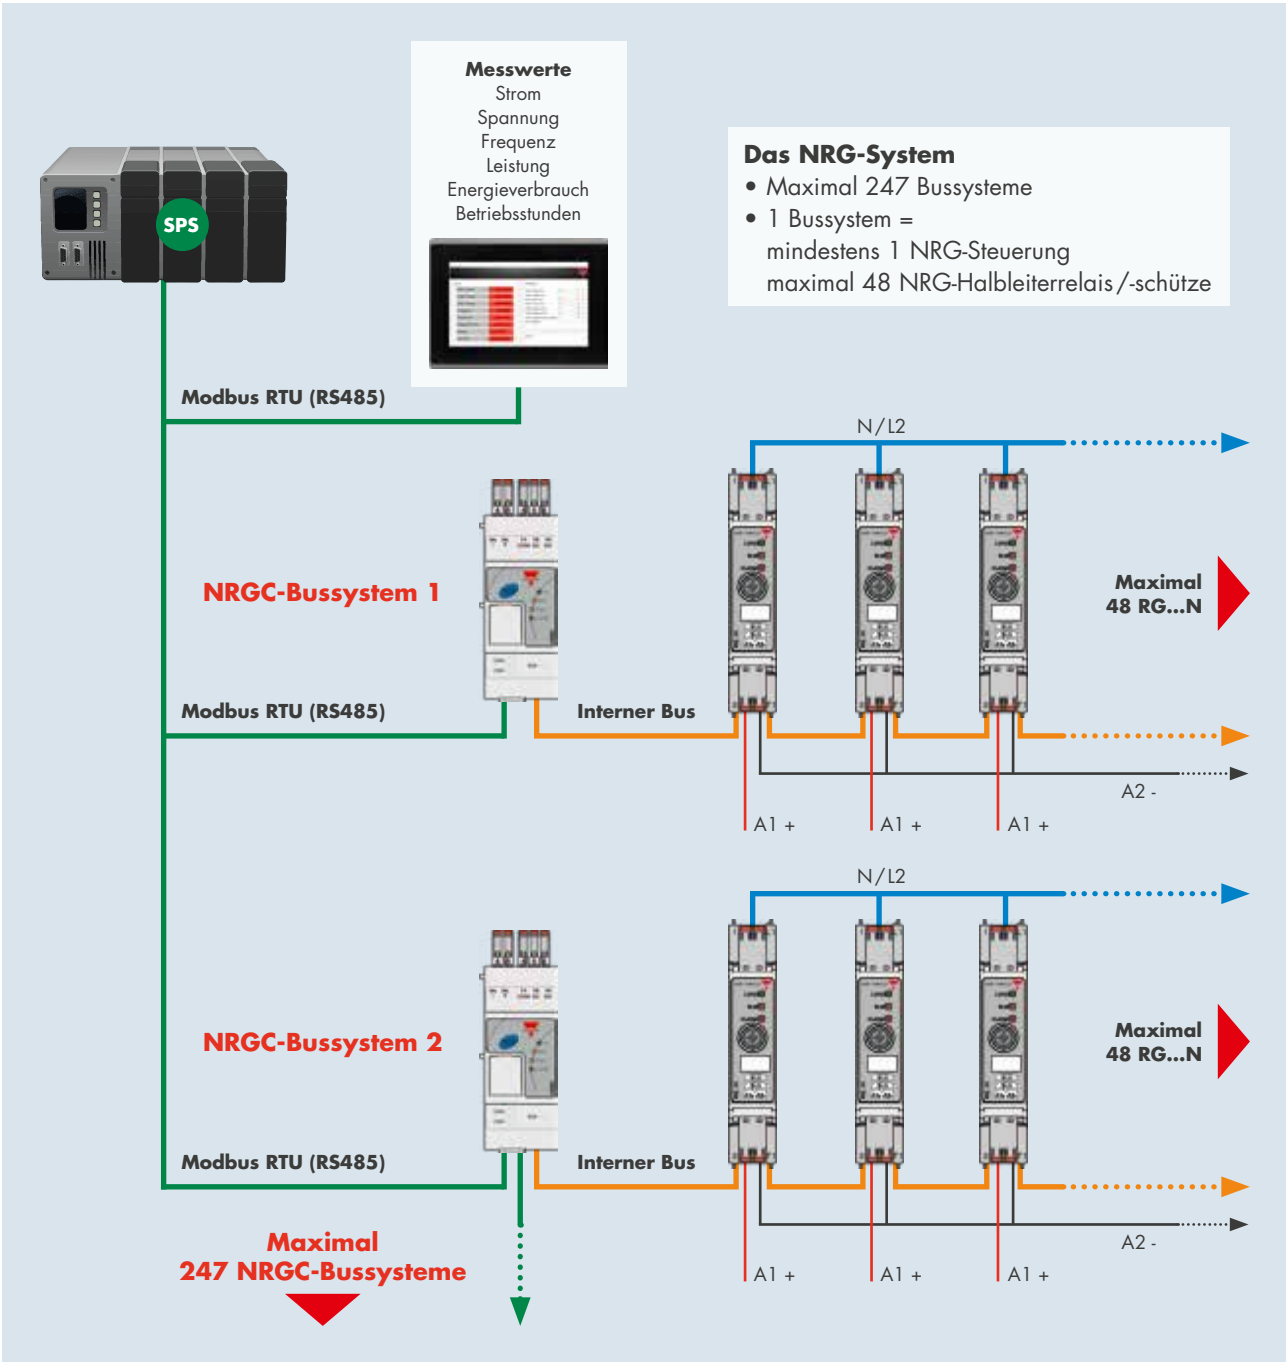 Messwerte
Strom
Spannung
Frequenz
Leistung
Energieverbrauch
Betriebsstunden
Das NRG-System
• Maximal 247 Bussysteme
• 1 Bussystem =
mindestens 1 NRG-Steuerung
maximal 48 NRG-Halbleiterrelais/-schütze
SPS
Modbus RTU (RS485)
N/L2
NRGC-Bussystem 1
Maximal
48 RG...N
Modbus RTU (RS485)
Interner Bus
A2 -
A1 +
A1 +
A1 +
N/L2
NRGC-Bussystem 2
Maximal
48 RG...N
Modbus RTU (RS485)
Interner Bus
A2 -
Maximal
247 NRGC-Bussysteme
A1 +
A1 +
A1 +